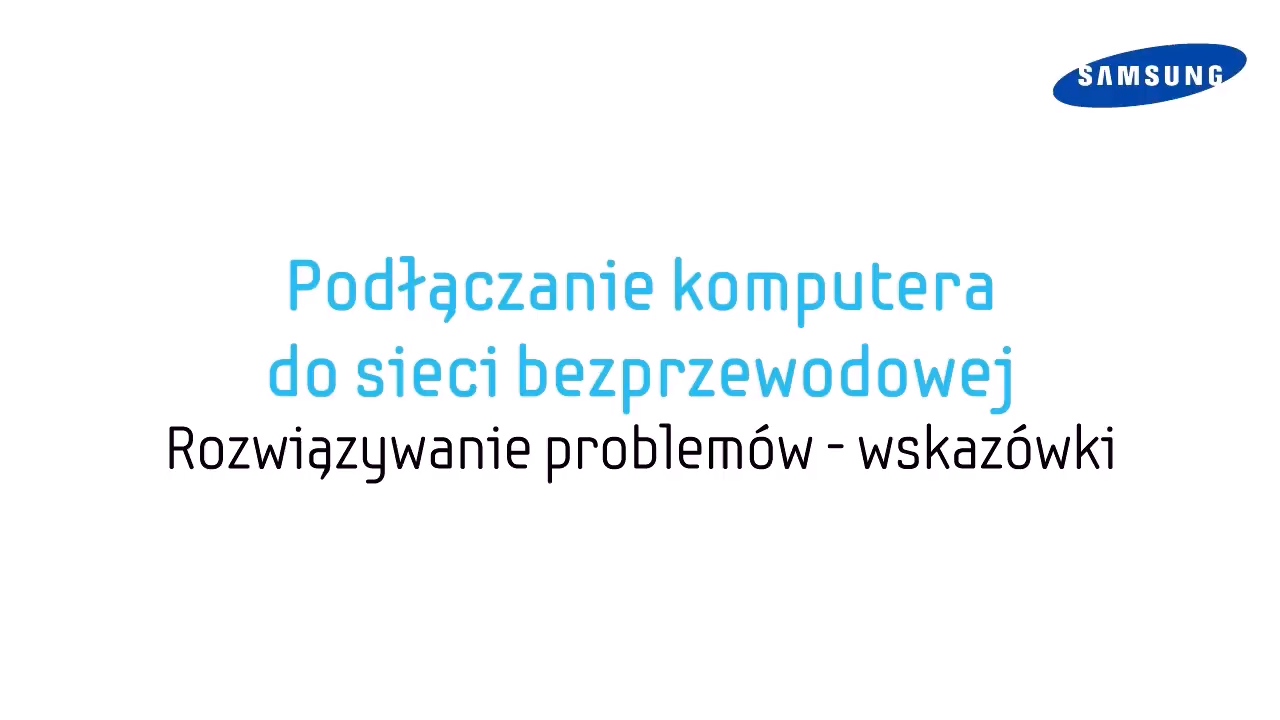 SAMSUNG
Podłączanie komputera
do sieci bezprzewodowej
Rozwiązywanie problemów - wskazówki